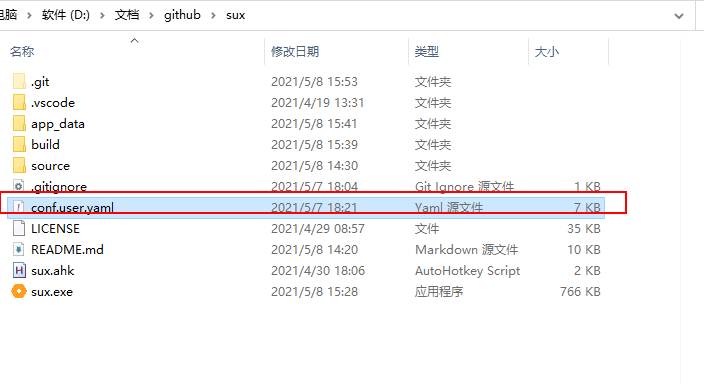 电脑 › 软件 (D:) › 文档 › github › sux
名称 修改日期 类型 大小
.git 2021/5/8 15:53 文件夹
.vscode 2021/4/19 13:31 文件夹
app_data 2021/5/8 15:41 文件夹
build 2021/5/8 15:39 文件夹
source 2021/5/8 14:30 文件夹
.gitignore 2021/5/7 18:04 Git Ignore 源文件 1 KB
conf.user.yaml 2021/5/7 18:21 Yaml 源文件 7 KB
LICENSE 2021/4/29 08:57 文件 35 KB
README.md 2021/5/8 14:20 Markdown 源文件 10 KB
sux.ahk 2021/4/30 18:06 AutoHotkey Script 2 KB
sux.exe 2021/5/8 15:28 应用程序 766 KB